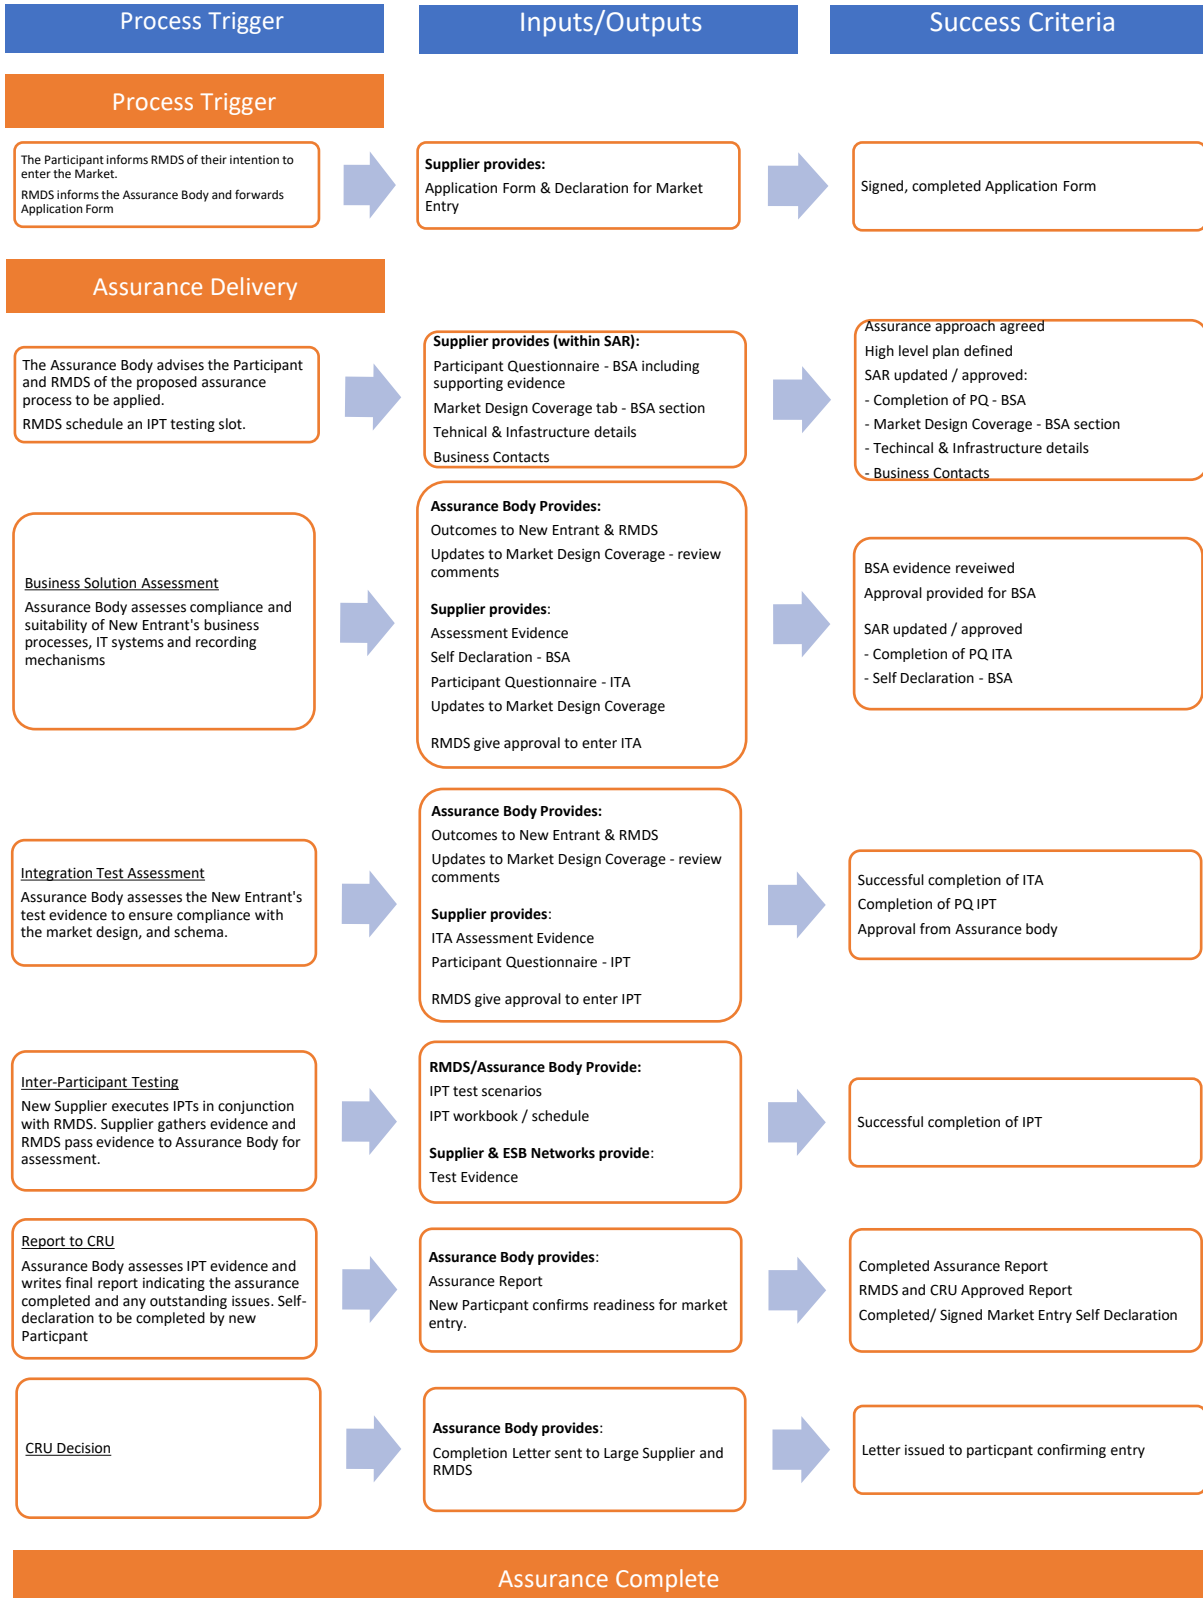 Process Trigger
Inputs/Outputs
Success Criteria
Process Trigger
The Participant informs RMDS of their intention to
enter the Market.
RMDS informs the Assurance Body and forwards
Application Form
Supplier provides:
Application Form & Declaration for Market
Entry
Signed, completed Application Form
Assurance Delivery
The Assurance Body advises the Participant
and RMDS of the proposed assurance
process to be applied.
RMDS schedule an IPT testing slot.
Supplier provides (within SAR):
Participant Questionnaire - BSA including
supporting evidence
Market Design Coverage tab - BSA section
Tehnical & Infastructure details
Business Contacts
Assurance approach agreed
High level plan defined
SAR updated / approved:
- Completion of PQ - BSA
- Market Design Coverage - BSA section
- Techincal & Infrastructure details
- Business Contacts
Business Solution Assessment
Assurance Body assesses compliance and
suitability of New Entrant's business
processes, IT systems and recording
mechanisms
Assurance Body Provides:
Outcomes to New Entrant & RMDS
Updates to Market Design Coverage - review
comments
Supplier provides:
Assessment Evidence
Self Declaration - BSA
Participant Questionnaire - ITA
Updates to Market Design Coverage
RMDS give approval to enter ITA
BSA evidence reveiwed
Approval provided for BSA
SAR updated / approved
- Completion of PQ ITA
- Self Declaration - BSA
Integration Test Assessment
Assurance Body assesses the New Entrant's
test evidence to ensure compliance with
the market design, and schema.
Assurance Body Provides:
Outcomes to New Entrant & RMDS
Updates to Market Design Coverage - review
comments
Supplier provides:
ITA Assessment Evidence
Participant Questionnaire - IPT
RMDS give approval to enter IPT
Successful completion of ITA
Completion of PQ IPT
Approval from Assurance body
Inter-Participant Testing
New Supplier executes IPTs in conjunction
with RMDS. Supplier gathers evidence and
RMDS pass evidence to Assurance Body for
assessment.
RMDS/Assurance Body Provide:
IPT test scenarios
IPT workbook / schedule
Supplier & ESB Networks provide:
Test Evidence
Successful completion of IPT
Report to CRU
Assurance Body assesses IPT evidence and
writes final report indicating the assurance
completed and any outstanding issues. Self-
declaration to be completed by new
Particpant
Assurance Body provides:
Assurance Report
New Particpant confirms readiness for market
entry.
Completed Assurance Report
RMDS and CRU Approved Report
Completed/ Signed Market Entry Self Declaration
CRU Decision
Assurance Body provides:
Completion Letter sent to Large Supplier and
RMDS
Letter issued to particpant confirming entry
Assurance Complete